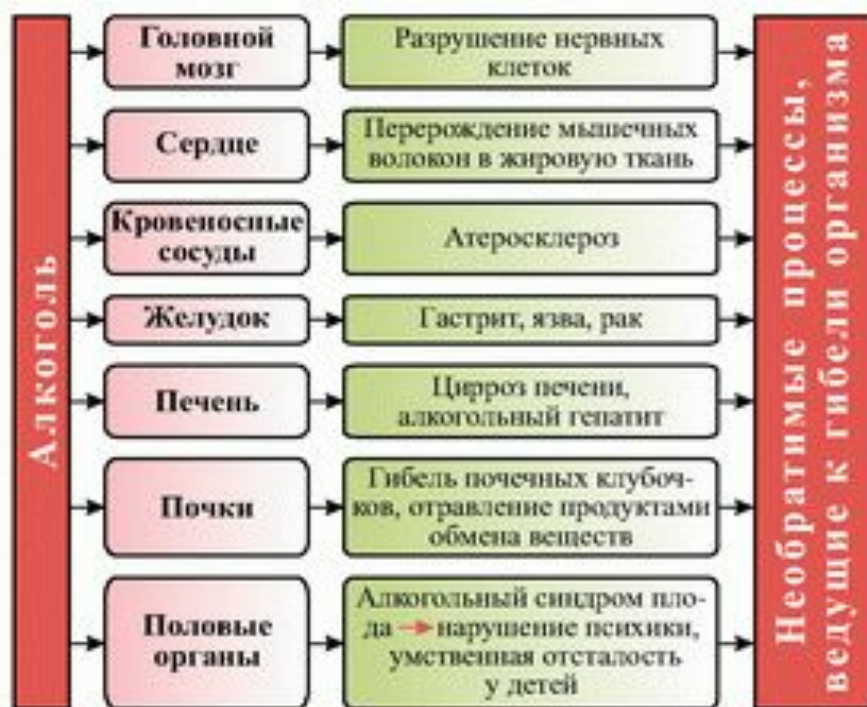 Алкоголь
Головной
мозг
Разрушение нервных
клеток
Сердце
Перерождение мышечных
волокон в жировую ткань
Кровеносные
сосуды
Атеросклероз
Желудок
Гастрит, язва, рак
Печень
Цирроз печени,
алкогольный гепатит
Почки
Гибель почечных клубоч-
ков, отравление продуктами
обмена веществ
Половые
органы
Алкогольный синдром пло-
да → нарушение психики,
умственная отсталость
у детей
Необратимые процессы,
ведущие к гибели организма